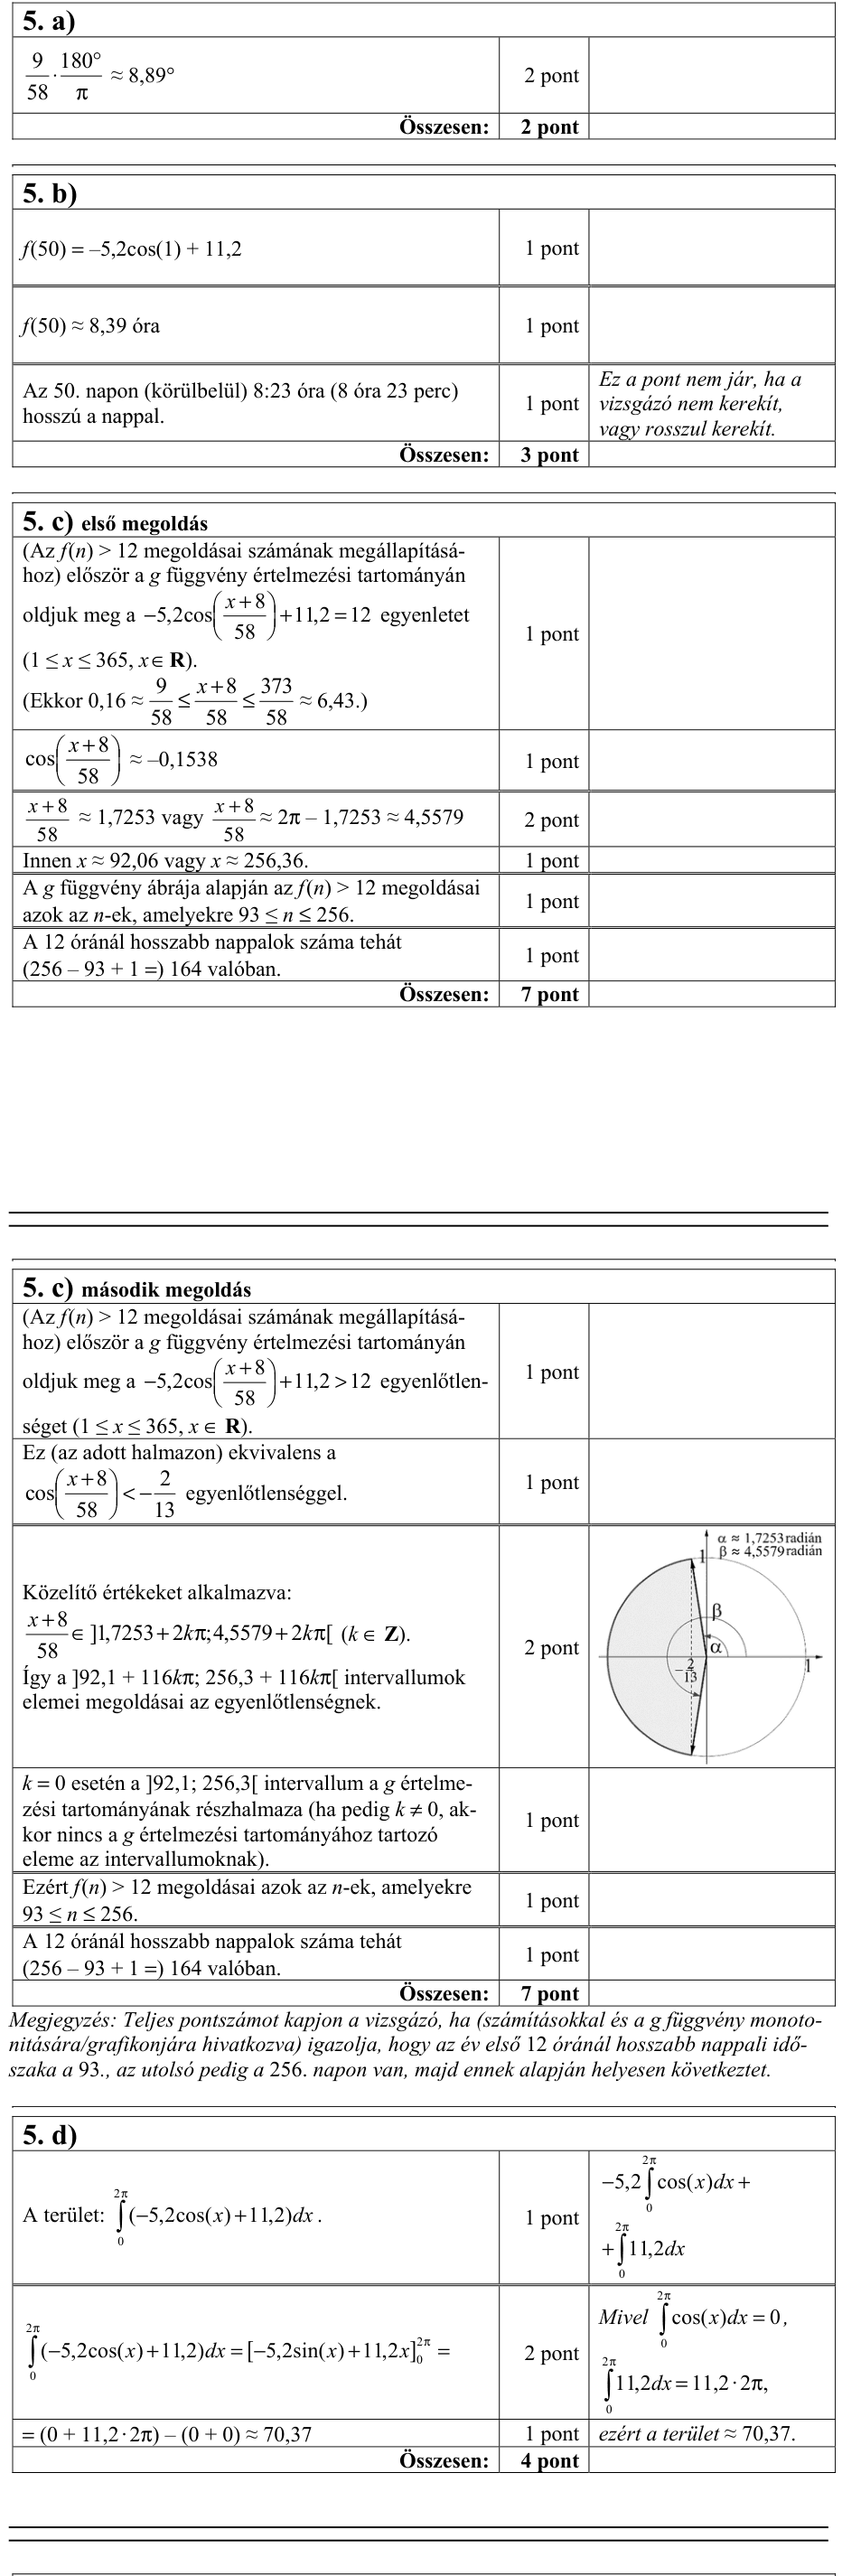 5. a)
9/58 · 180°/π ≈ 8,89° 2 pont
Összesen: 2 pont
5. b)
f(50) = –5,2cos(1) + 11,2 1 pont
f(50) ≈ 8,39 óra 1 pont
Az 50. napon (körülbelül) 8:23 óra (8 óra 23 perc)
hosszú a nappal.
1 pont
Ez a pont nem jár, ha a
vizsgázó nem kerekít,
vagy rosszul kerekít.
Összesen: 3 pont
5. c) első megoldás
(Az f(n) > 12 megoldásai számának megállapításá-
hoz) először a g függvény értelmezési tartományán
oldjuk meg a −5,2cos((x+8)/58)+11,2=12 egyenletet
(1 ≤ x ≤ 365, x∈ R).
(Ekkor 0,16 ≈ 9/58 ≤ (x+8)/58 ≤ 373/58 ≈ 6,43.)
1 pont
cos((x+8)/58) ≈ –0,1538 1 pont
(x+8)/58 ≈ 1,7253 vagy (x+8)/58 ≈ 2π – 1,7253 ≈ 4,5579 2 pont
Innen x ≈ 92,06 vagy x ≈ 256,36. 1 pont
A g függvény ábrája alapján az f(n) > 12 megoldásai
azok az n-ek, amelyekre 93 ≤ n ≤ 256.
1 pont
A 12 óránál hosszabb nappalok száma tehát
(256 – 93 + 1 =) 164 valóban.
1 pont
Összesen: 7 pont
5. c) második megoldás
(Az f(n) > 12 megoldásai számának megállapításá-
hoz) először a g függvény értelmezési tartományán
oldjuk meg a −5,2cos((x+8)/58)+11,2>12 egyenlőtlen-
séget (1 ≤ x ≤ 365, x ∈ R).
1 pont
Ez (az adott halmazon) ekvivalens a
cos((x+8)/58) < −2/13 egyenlőtlenséggel.
1 pont
Közelítő értékeket alkalmazva:
(x+8)/58 ∈ ]1,7253+2kπ; 4,5579+2kπ[ (k ∈ Z).
Így a ]92,1 + 116kπ; 256,3 + 116kπ[ intervallumok
elemei megoldásai az egyenlőtlenségnek.
2 pont
α ≈ 1,7253 radián
β ≈ 4,5579 radián
1
β
α
−2/13
1
k = 0 esetén a ]92,1; 256,3[ intervallum a g értelme-
zési tartományának részhalmaza (ha pedig k ≠ 0, ak-
kor nincs a g értelmezési tartományához tartozó
eleme az intervallumoknak).
1 pont
Ezért f(n) > 12 megoldásai azok az n-ek, amelyekre
93 ≤ n ≤ 256.
1 pont
A 12 óránál hosszabb nappalok száma tehát
(256 – 93 + 1 =) 164 valóban.
1 pont
Összesen: 7 pont
Megjegyzés: Teljes pontszámot kapjon a vizsgázó, ha (számításokkal és a g függvény monoto-
nitására/grafikonjára hivatkozva) igazolja, hogy az év első 12 óránál hosszabb nappali idő-
szaka a 93., az utolsó pedig a 256. napon van, majd ennek alapján helyesen következtet.
5. d)
A terület: ∫₀^2π (−5,2cos(x)+11,2)dx . 1 pont
−5,2∫₀^2π cos(x)dx +
+∫₀^2π 11,2dx
∫₀^2π (−5,2cos(x)+11,2)dx = [−5,2sin(x)+11,2x]₀^2π = 2 pont
Mivel ∫₀^2π cos(x)dx = 0,
∫₀^2π 11,2dx = 11,2·2π,
= (0 + 11,2·2π) – (0 + 0) ≈ 70,37 1 pont ezért a terület ≈ 70,37.
Összesen: 4 pont